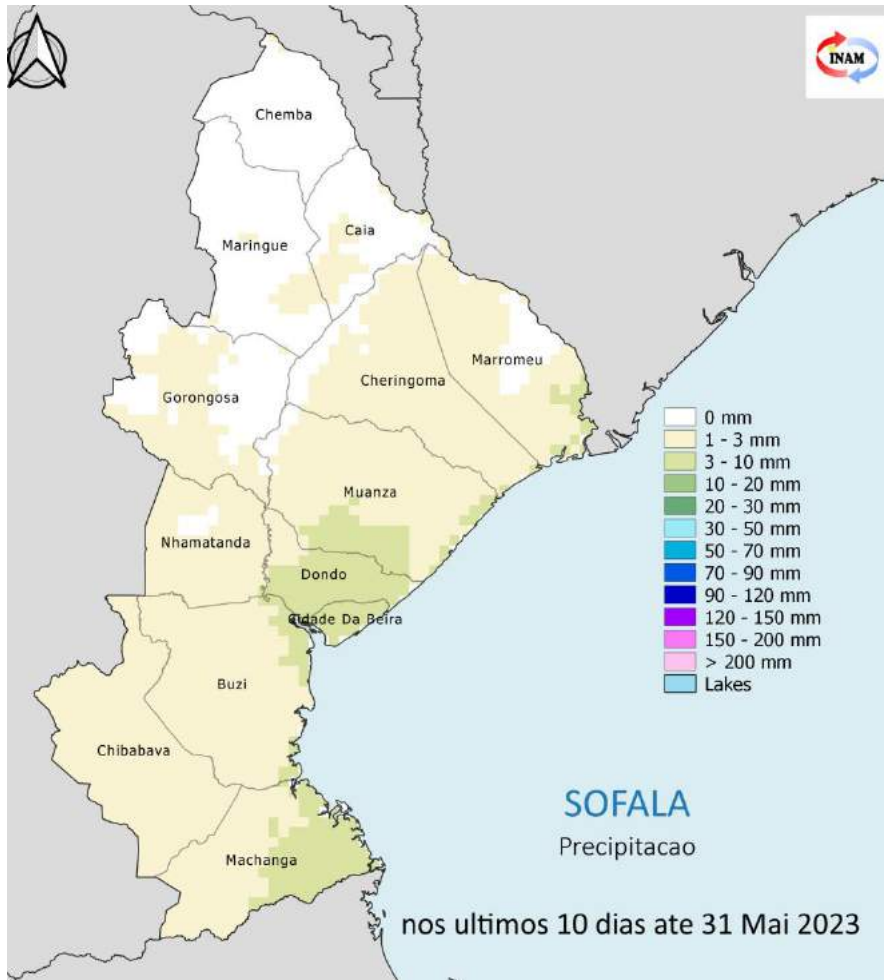 INAM
Chemba
Caia
Maringue
Marromeu
Cheringoma
Gorongosa
Muanza
Nhamatanda
Dondo
Cidade Da Beira
Buzi
Chibabava
Machanga
0 mm
1 - 3 mm
3 - 10 mm
10 - 20 mm
20 - 30 mm
30 - 50 mm
50 - 70 mm
70 - 90 mm
90 - 120 mm
120 - 150 mm
150 - 200 mm
> 200 mm
Lakes
SOFALA
Precipitacao
nos ultimos 10 dias ate 31 Mai 2023